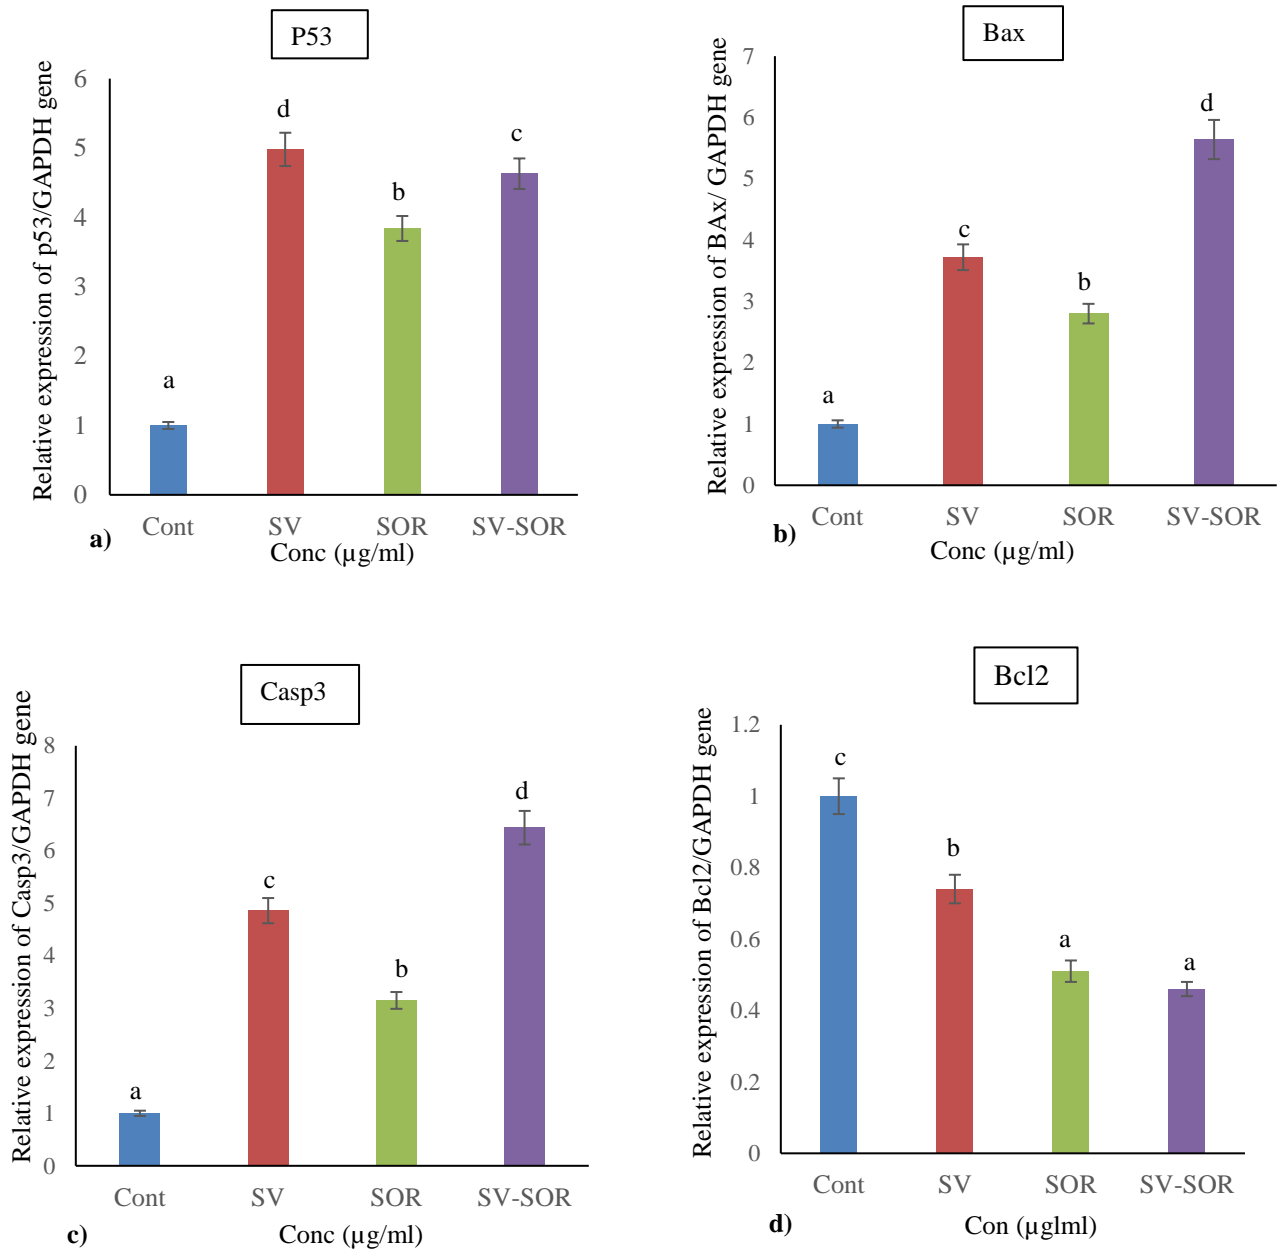 P53
Relative expression of p53/GAPDH gene
6
5
4
3
2
1
0
d
c
b
a
Cont SV SOR SV-SOR
a)
Conc (µg/ml)
Bax
Relative expression of BAx/ GAPDH gene
7
6
5
4
3
2
1
0
d
c
b
a
Cont SV SOR SV-SOR
b)
Conc (µg/ml)
Casp3
Relative expression of Casp3/GAPDH gene
8
7
6
5
4
3
2
1
0
d
c
b
a
Cont SV SOR SV-SOR
c)
Conc (µg/ml)
Bcl2
Relative expression of Bcl2/GAPDH gene
1.2
1
0.8
0.6
0.4
0.2
0
c
b
a
a
Cont SV SOR SV-SOR
d)
Con (µglml)